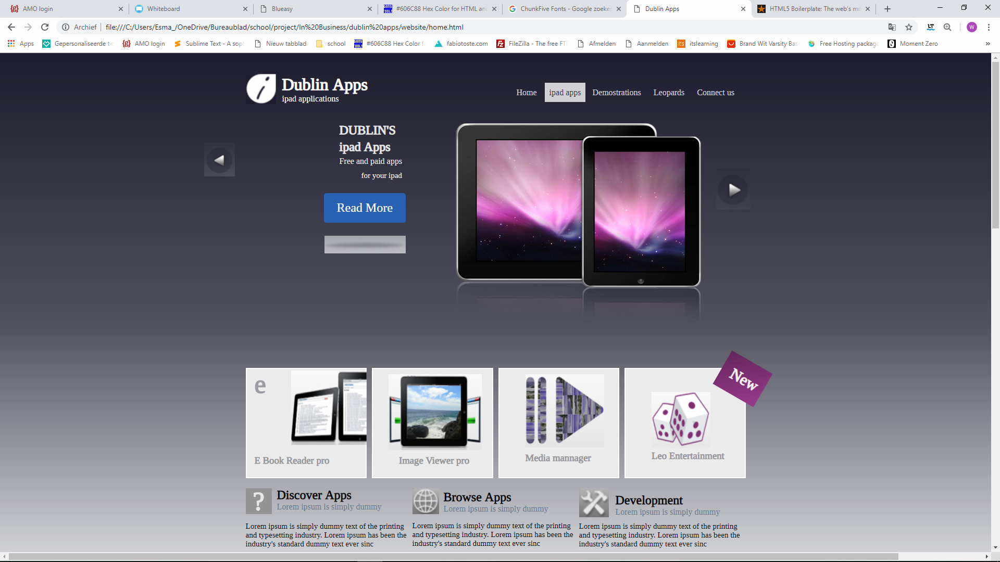 AMO login
Whiteboard
Blueasy
#606C88 Hex Color for HTML an
ChunkFive Fonts - Google zoeke
Dublin Apps
HTML5 Boilerplate: The web's mo
Archief
file:///C:/Users/Esma_/OneDrive/Bureaublad/school/project/In%20Business/dublin%20apps/website/home.html
W
Apps
Gepersonaliseerde t-
AMO login
Sublime Text - A soph
Nieuw tabblad
school
#606C88 Hex Color f
fabiotoste.com
FileZilla - The free FT
Afmelden
Aanmelden
its
itslearning
Brand Wit Varsity Bas
Free Hosting package
Moment Zero
Dublin Apps
ipad applications
Home
ipad apps
Demostrations
Leopards
Connect us
DUBLIN'S
ipad Apps
Free and paid apps
for your ipad
Read More
New
e
E Book Reader pro
Image Viewer pro
Media mannager
Leo Entertainment
?
Discover Apps
Lorem ipsum is simply dummy
Lorem ipsum is simply dummy text of the printing
and typesetting industry. Lorem ipsum has been the
industry's standard dummy text ever sinc
Browse Apps
Lorem ipsum is simply dummy
Lorem ipsum is simply dummy text of the printing
and typesetting industry. Lorem ipsum has been the
industry's standard dummy text ever sinc
Development
Lorem ipsum is simply dummy
Lorem ipsum is simply dummy text of the printing
and typesetting industry. Lorem ipsum has been the
industry's standard dummy text ever sinc